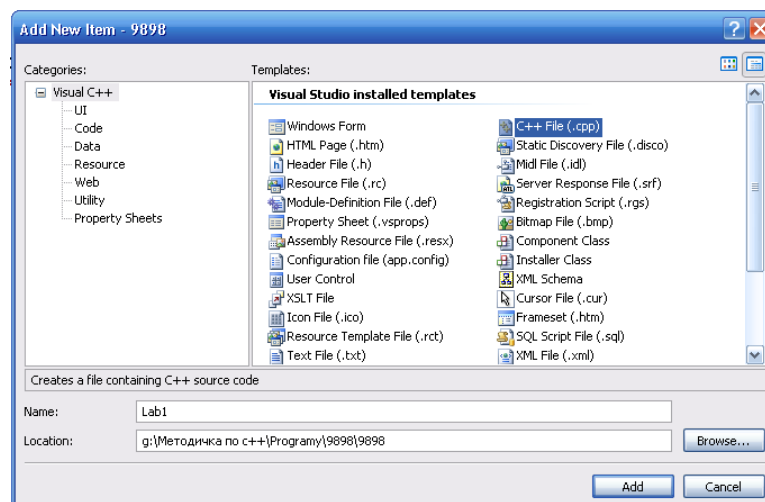 Add New Item - 9898
Categories:
Templates:
Visual C++
UI
Code
Data
Resource
Web
Utility
Property Sheets
Visual Studio installed templates
Windows Form
C++ File (.cpp)
HTML Page (.htm)
Static Discovery File (.disco)
Header File (.h)
Midl File (.idl)
Resource File (.rc)
Server Response File (.srf)
Module-Definition File (.def)
Registration Script (.rgs)
Property Sheet (.vsprops)
Bitmap File (.bmp)
Assembly Resource File (.resx)
Component Class
Configuration file (app.config)
Installer Class
User Control
XML Schema
XSLT File
Cursor File (.cur)
Icon File (.ico)
Frameset (.htm)
Resource Template File (.rct)
SQL Script File (.sql)
Text File (.txt)
XML File (.xml)
Creates a file containing C++ source code
Name:
Lab1
Location:
g:\Методичка по с++\Programy\9898\9898
Browse...
Add
Cancel